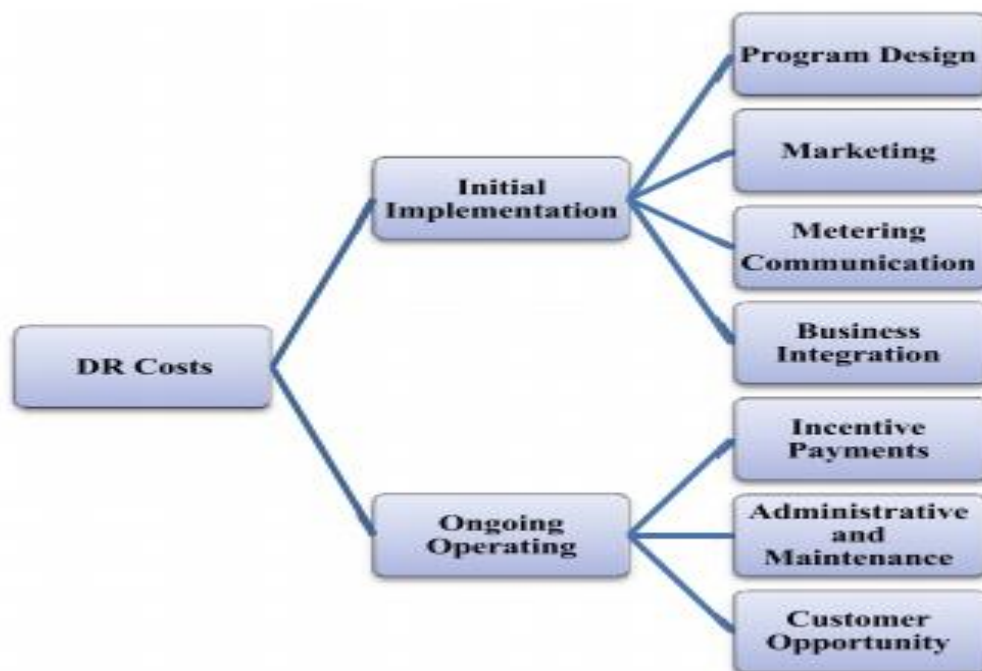 Program Design
Marketing
Initial
Implementation
Metering
Communication
Business
Integration
DR Costs
Incentive
Payments
Ongoing
Operating
Administrative
and
Maintenance
Customer
Opportunity